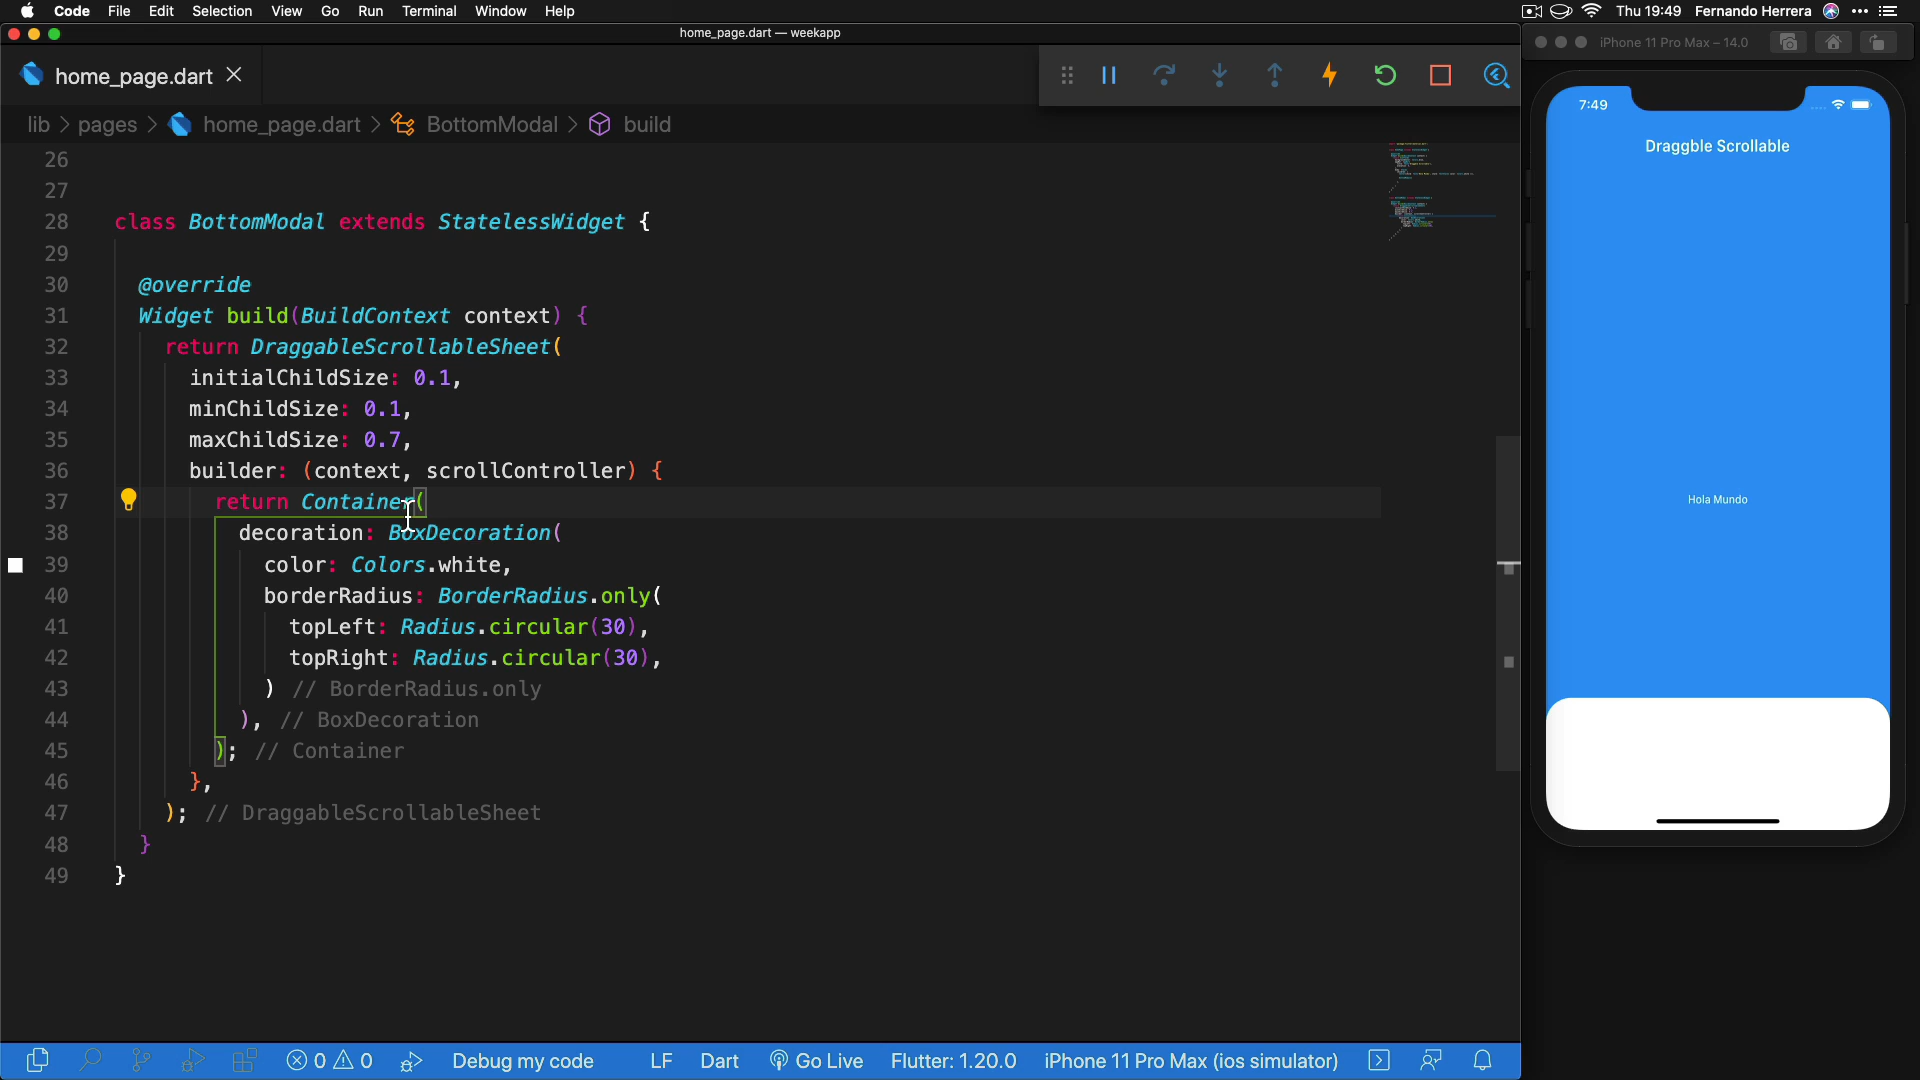 Code File Edit Selection View Go Run Terminal Window Help Thu 19:49 Fernando Herrera
home_page.dart — weekapp
iPhone 11 Pro Max – 14.0
home_page.dart
lib > pages > home_page.dart > BottomModal > build
26
27
28 class BottomModal extends StatelessWidget {
29
30 @override
31 Widget build(BuildContext context) {
32 return DraggableScrollableSheet(
33 initialChildSize: 0.1,
34 minChildSize: 0.1,
35 maxChildSize: 0.7,
36 builder: (context, scrollController) {
37 return Container(
38 decoration: BoxDecoration(
39 color: Colors.white,
40 borderRadius: BorderRadius.only(
41 topLeft: Radius.circular(30),
42 topRight: Radius.circular(30),
43 ) // BorderRadius.only
44 ), // BoxDecoration
45 ); // Container
46 },
47 ); // DraggableScrollableSheet
48 }
49 }
7:49
Draggble Scrollable
Hola Mundo
0 0 Debug my code LF Dart Go Live Flutter: 1.20.0 iPhone 11 Pro Max (ios simulator)